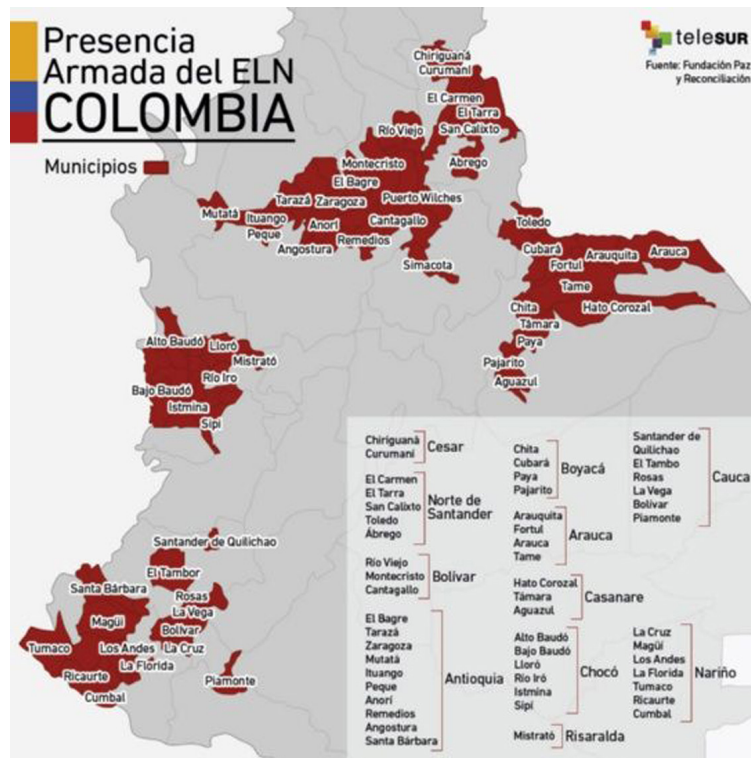 Presencia
Armada del ELN
COLOMBIA
Municipios
teleSUR
Fuente: Fundación Paz
y Reconciliación
Chiriguaná
Curumaní
El Carmen
El Tarra
San Calixto
Río Viejo
Abrego
Montecristo
El Bagre
Tarazá
Zaragoza
Puerto Wilches
Mutatá
Ituango
Peque
Anorí
Cantagallo
Remedios
Angostura
Simacota
Toledo
Cubará
Fortul
Arauquita
Arauca
Tame
Chita
Hato Corozal
Támara
Paya
Pajarito
Aguazul
Alto Baudó
Lloró
Mistrató
Río Iro
Bajo Baudó
Istmina
Sipí
Santander de Quilichao
El Tambor
Santa Bárbara
Rosas
La Vega
Magüi
Bolívar
Tumaco
Los Andes
La Cruz
La Florida
Ricaurte
Piamonte
Cumbal
Chiriguaná
Curumaní
Cesar
El Carmen
El Tarra
San Calixto
Toledo
Ábrego
Norte de
Santander
Río Viejo
Montecristo
Cantagallo
Bolívar
El Bagre
Tarazá
Zaragoza
Mutatá
Ituango
Peque
Anorí
Remedios
Angostura
Santa Bárbara
Antioquia
Chita
Cubará
Paya
Pajarito
Boyacá
Arauquita
Fortul
Arauca
Tame
Arauca
Hato Corozal
Támara
Aguazul
Casanare
Alto Baudó
Bajo Baudó
Lloró
Río Iró
Istmina
Sipí
Chocó
Mistrató
Risaralda
Santander de
Quilichao
El Tambo
Rosas
La Vega
Bolívar
Piamonte
Cauca
La Cruz
Magüí
Los Andes
La Florida
Tumaco
Ricaurte
Cumbal
Nariño